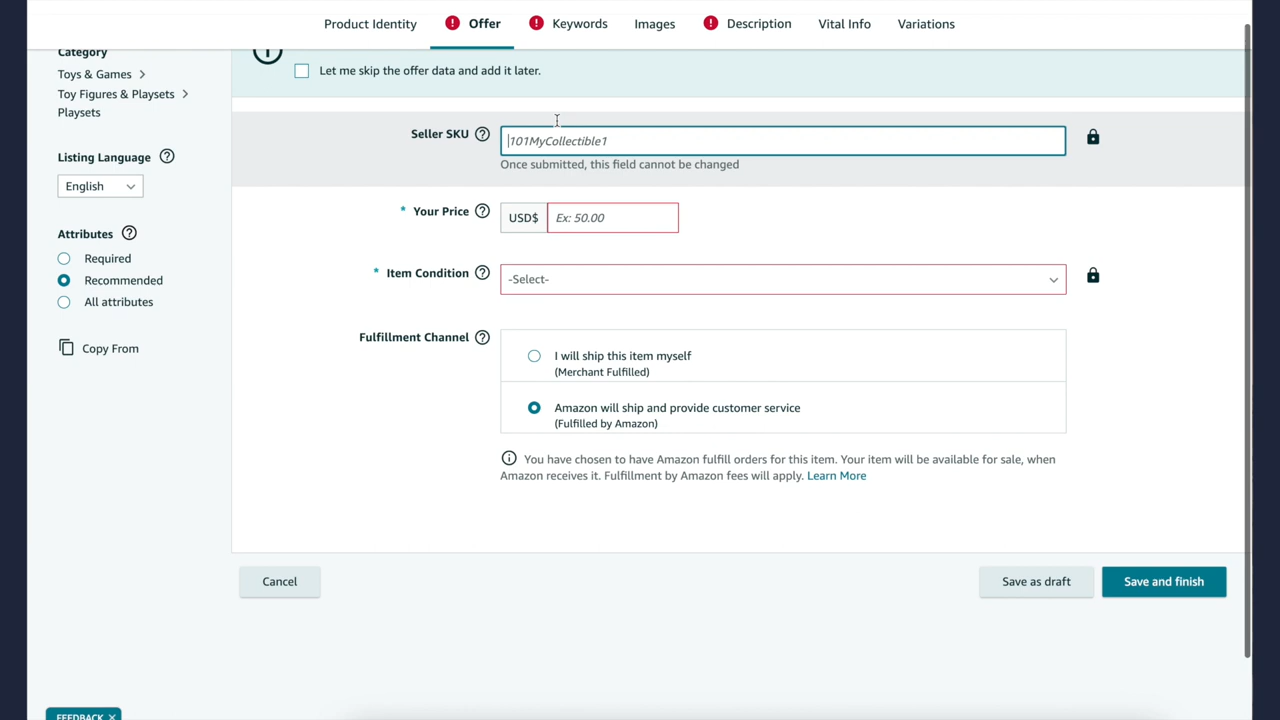 Product Identity
Offer
Keywords
Images
Description
Vital Info
Variations
Category
Toys & Games
Toy Figures & Playsets
Playsets
Listing Language
English
Attributes
Required
Recommended
All attributes
Copy From
Let me skip the offer data and add it later.
Seller SKU
101MyCollectible1
Once submitted, this field cannot be changed
* Your Price
USD$
Ex: 50.00
* Item Condition
-Select-
Fulfillment Channel
I will ship this item myself
(Merchant Fulfilled)
Amazon will ship and provide customer service
(Fulfilled by Amazon)
You have chosen to have Amazon fulfill orders for this item. Your item will be available for sale, when
Amazon receives it. Fulfillment by Amazon fees will apply. Learn More
Cancel
Save as draft
Save and finish
FEEDBACK